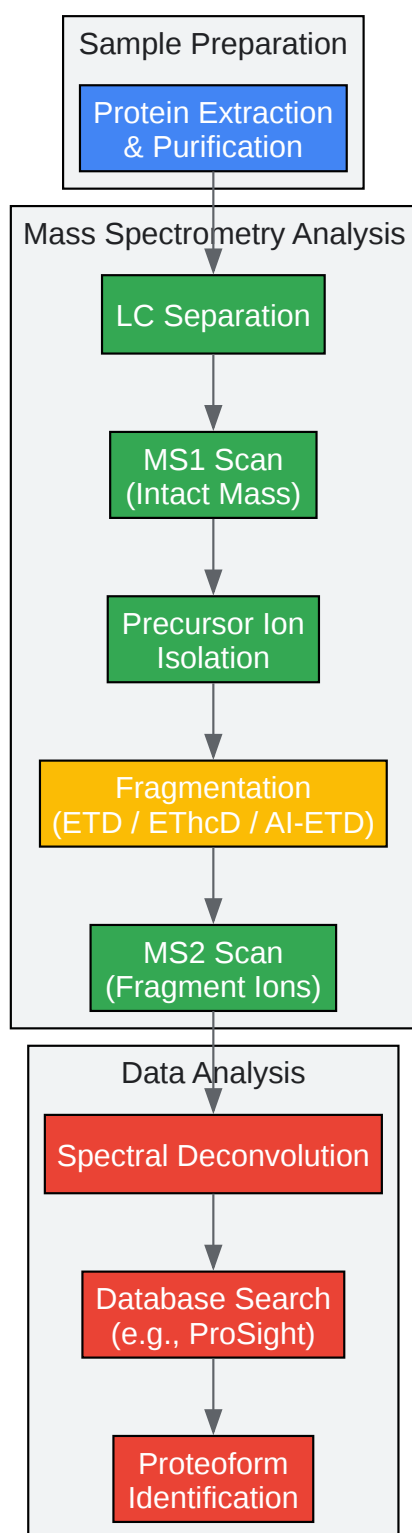 Sample Preparation
Protein Extraction
& Purification
Mass Spectrometry Analysis
LC Separation
MS1 Scan
(Intact Mass)
Precursor Ion
Isolation
Fragmentation
(ETD / EThcD / AI-ETD)
MS2 Scan
(Fragment Ions)
Data Analysis
Spectral Deconvolution
Database Search
(e.g., ProSight)
Proteoform
Identification